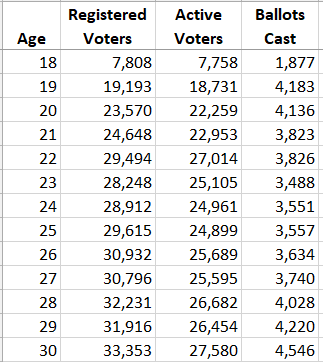 Registered Active Ballots
Age Voters Voters Cast
18 7,808 7,758 1,877
19 19,193 18,731 4,183
20 23,570 22,259 4,136
21 24,648 22,953 3,823
22 29,494 27,014 3,826
23 28,248 25,105 3,488
24 28,912 24,961 3,551
25 29,615 24,899 3,557
26 30,932 25,689 3,634
27 30,796 25,595 3,740
28 32,231 26,682 4,028
29 31,916 26,454 4,220
30 33,353 27,580 4,546